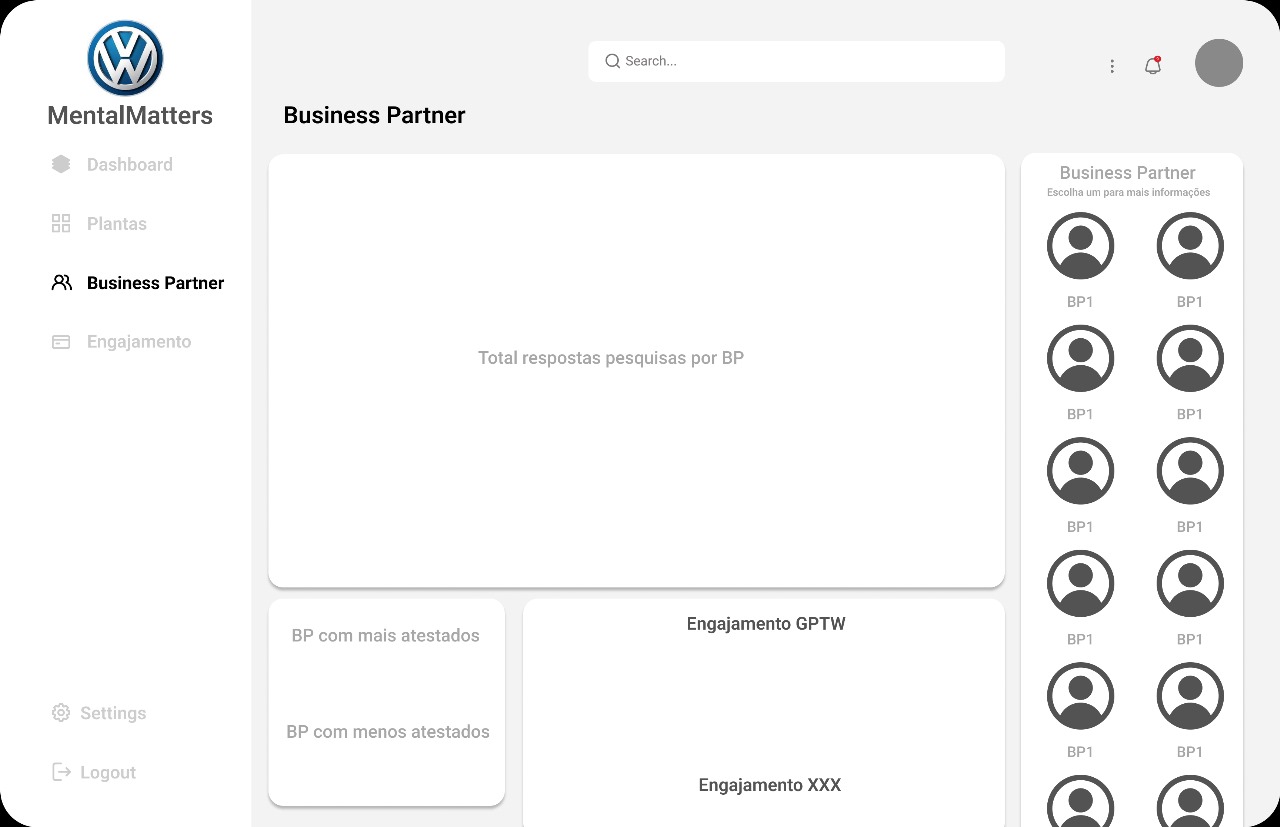 MentalMatters
Dashboard
Plantas
Business Partner
Engajamento
Settings
Logout
Search...
Business Partner
Total respostas pesquisas por BP
BP com mais atestados
BP com menos atestados
Engajamento GPTW
Engajamento XXX
Business Partner
Escolha um para mais informações
BP1 BP1
BP1 BP1
BP1 BP1
BP1 BP1
BP1 BP1